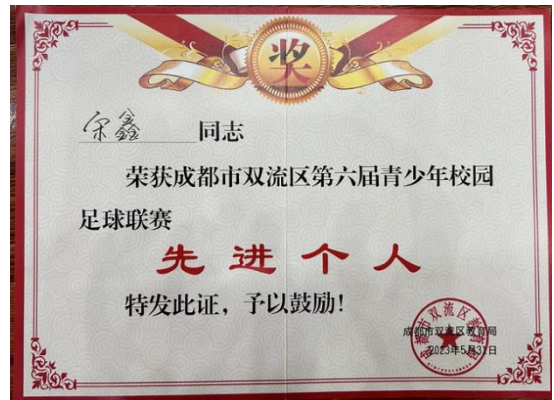 奖
宋鑫 同志
荣获成都市双流区第六届青少年校园
足球联赛
先进个人
特发此证，予以鼓励！
成都市双流区教育局
2023年5月31日